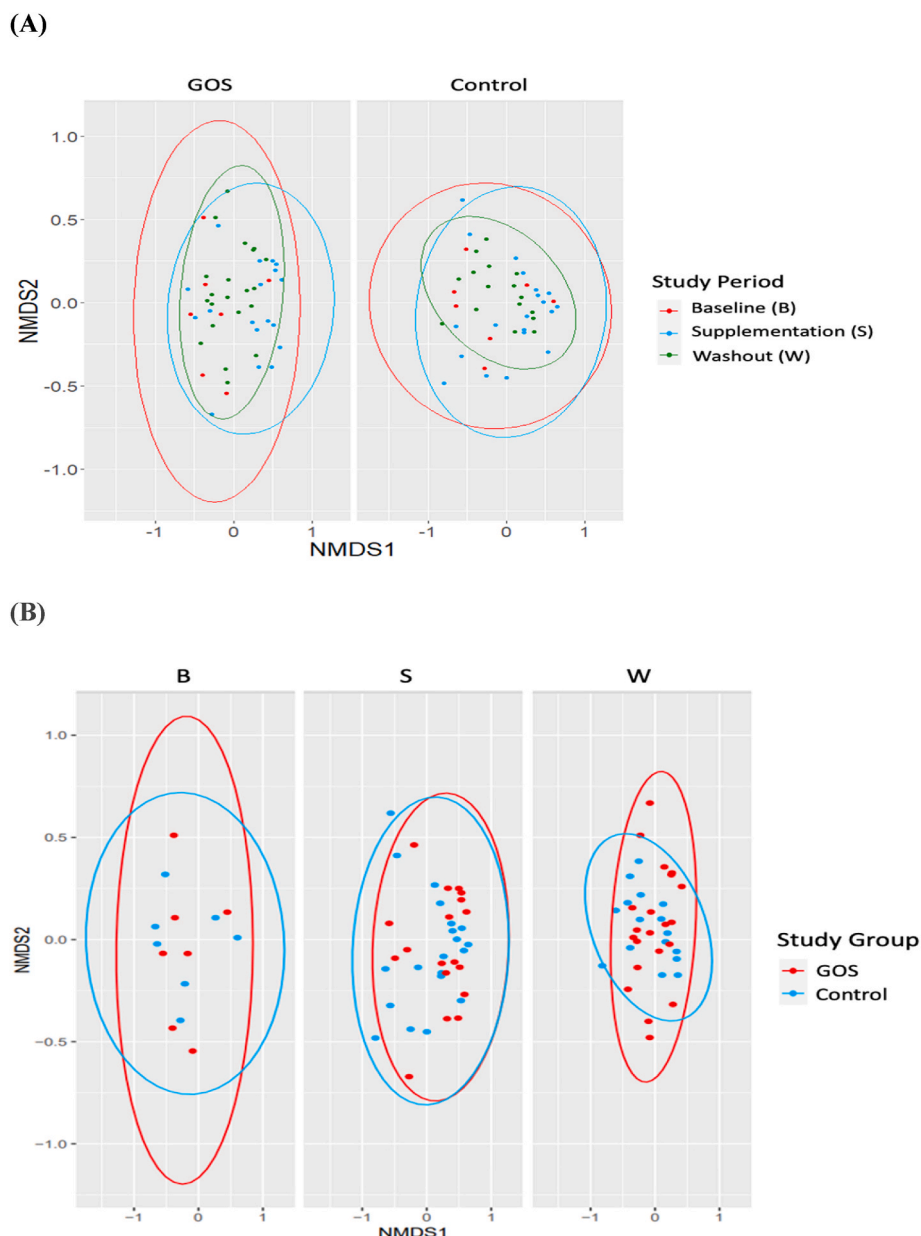 (A)
GOS Control
1.0
0.5
0.0
-0.5
-1.0
NMDS2
-1 0 1 -1 0 1
NMDS1
Study Period
Baseline (B)
Supplementation (S)
Washout (W)
(B)
B S W
1.0
0.5
0.0
-0.5
-1.0
NMDS2
-1 0 1 -1 0 1 -1 0 1
NMDS1
Study Group
GOS
Control